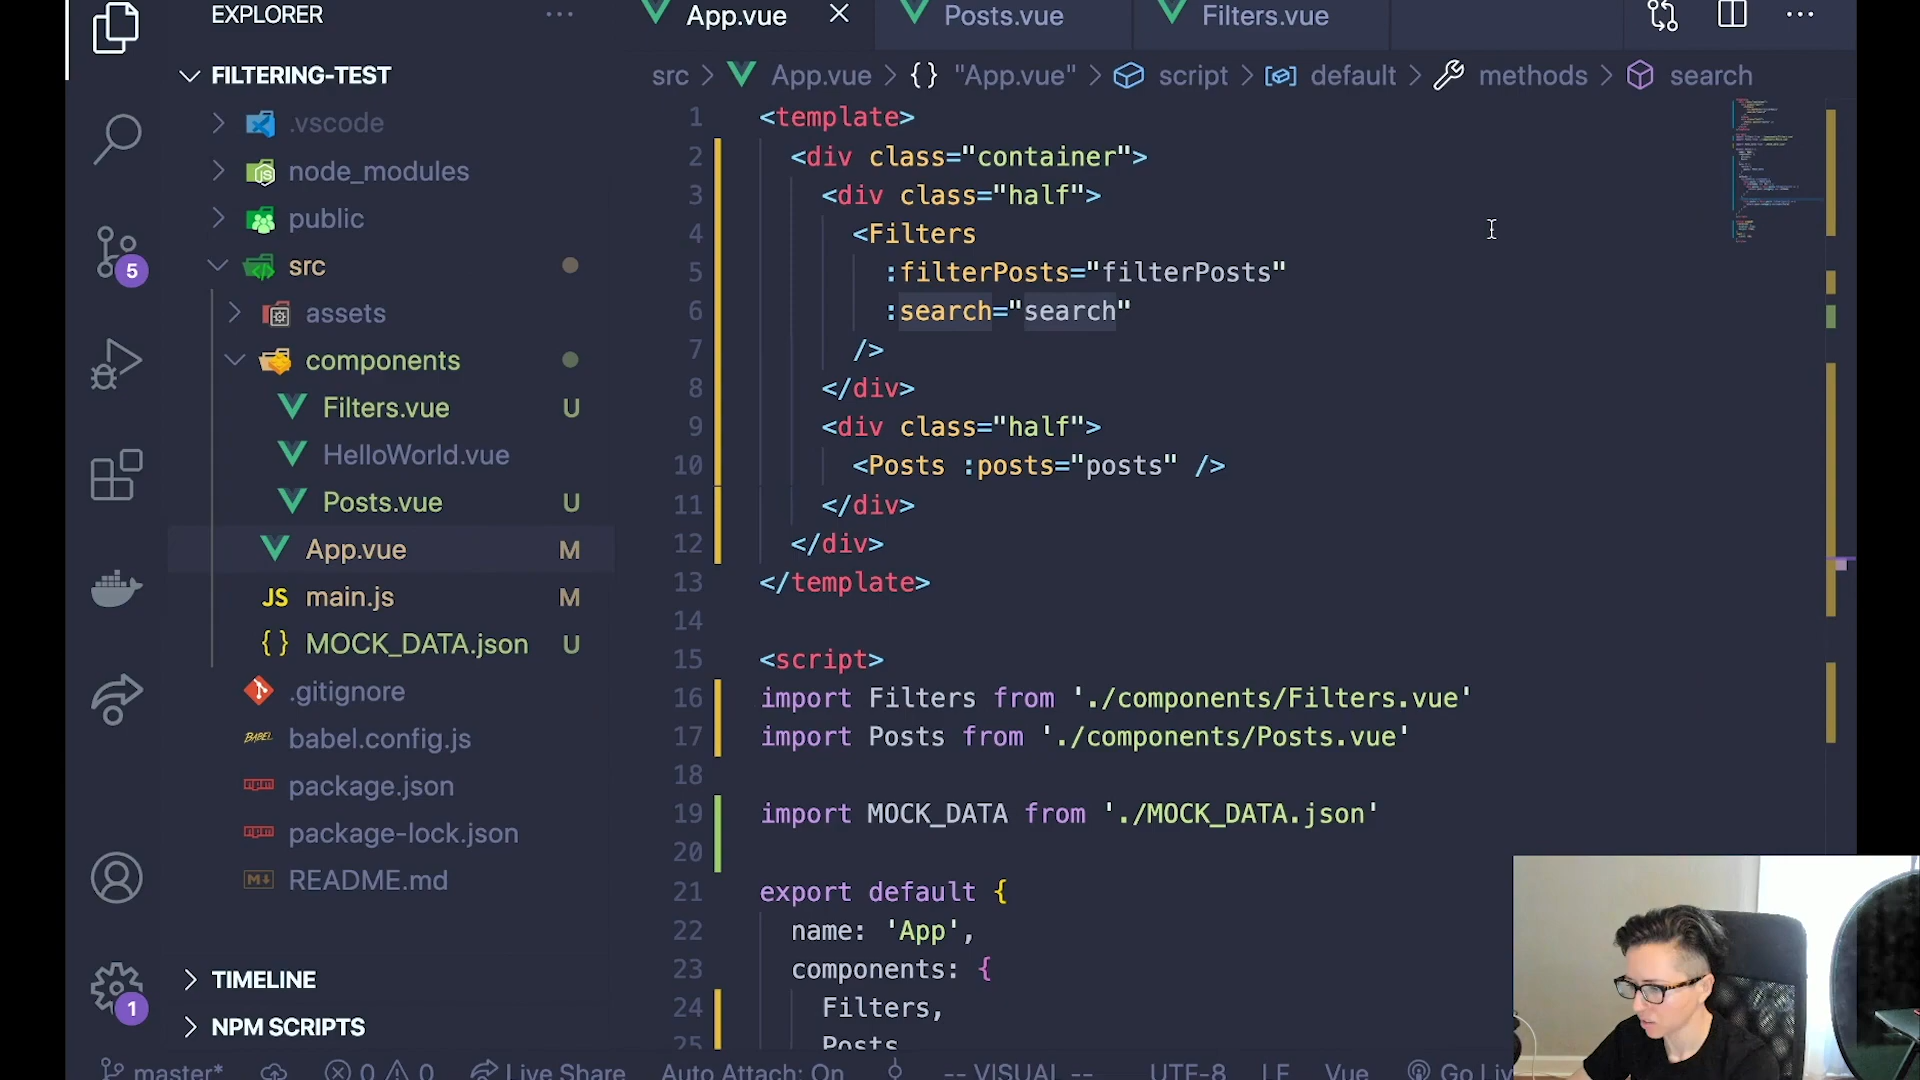 EXPLORER
App.vue
Posts.vue
Filters.vue
FILTERING-TEST
src > App.vue > {} "App.vue" > script > default > methods > search
.vscode
node_modules
public
src
assets
components
Filters.vue U
HelloWorld.vue
Posts.vue U
App.vue M
JS main.js M
{ } MOCK_DATA.json U
.gitignore
BABEL babel.config.js
package.json
package-lock.json
README.md
TIMELINE
NPM SCRIPTS
5
1
1 <template>
2 <div class="container">
3 <div class="half">
4 <Filters
5 :filterPosts="filterPosts"
6 :search="search"
7 />
8 </div>
9 <div class="half">
10 <Posts :posts="posts" />
11 </div>
12 </div>
13 </template>
14
15 <script>
16 import Filters from './components/Filters.vue'
17 import Posts from './components/Posts.vue'
18
19 import MOCK_DATA from './MOCK_DATA.json'
20
21 export default {
22 name: 'App',
23 components: {
24 Filters,
25 Posts
master* 0 0 Live Share Auto Attach: On -- VISUAL -- UTF-8 LF Vue Go Liv